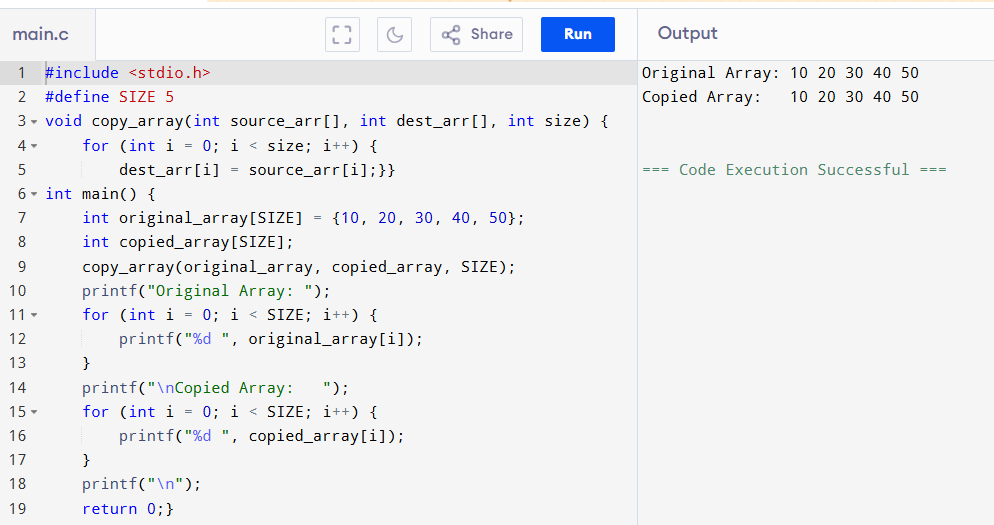 main.c Share Run Output
1 #include <stdio.h>
2 #define SIZE 5
3 void copy_array(int source_arr[], int dest_arr[], int size) {
4     for (int i = 0; i < size; i++) {
5         dest_arr[i] = source_arr[i];}}
6 int main() {
7     int original_array[SIZE] = {10, 20, 30, 40, 50};
8     int copied_array[SIZE];
9     copy_array(original_array, copied_array, SIZE);
10     printf("Original Array: ");
11     for (int i = 0; i < SIZE; i++) {
12         printf("%d ", original_array[i]);
13     }
14     printf("\nCopied Array:   ");
15     for (int i = 0; i < SIZE; i++) {
16         printf("%d ", copied_array[i]);
17     }
18     printf("\n");
19     return 0;}
Original Array: 10 20 30 40 50
Copied Array:   10 20 30 40 50
=== Code Execution Successful ===